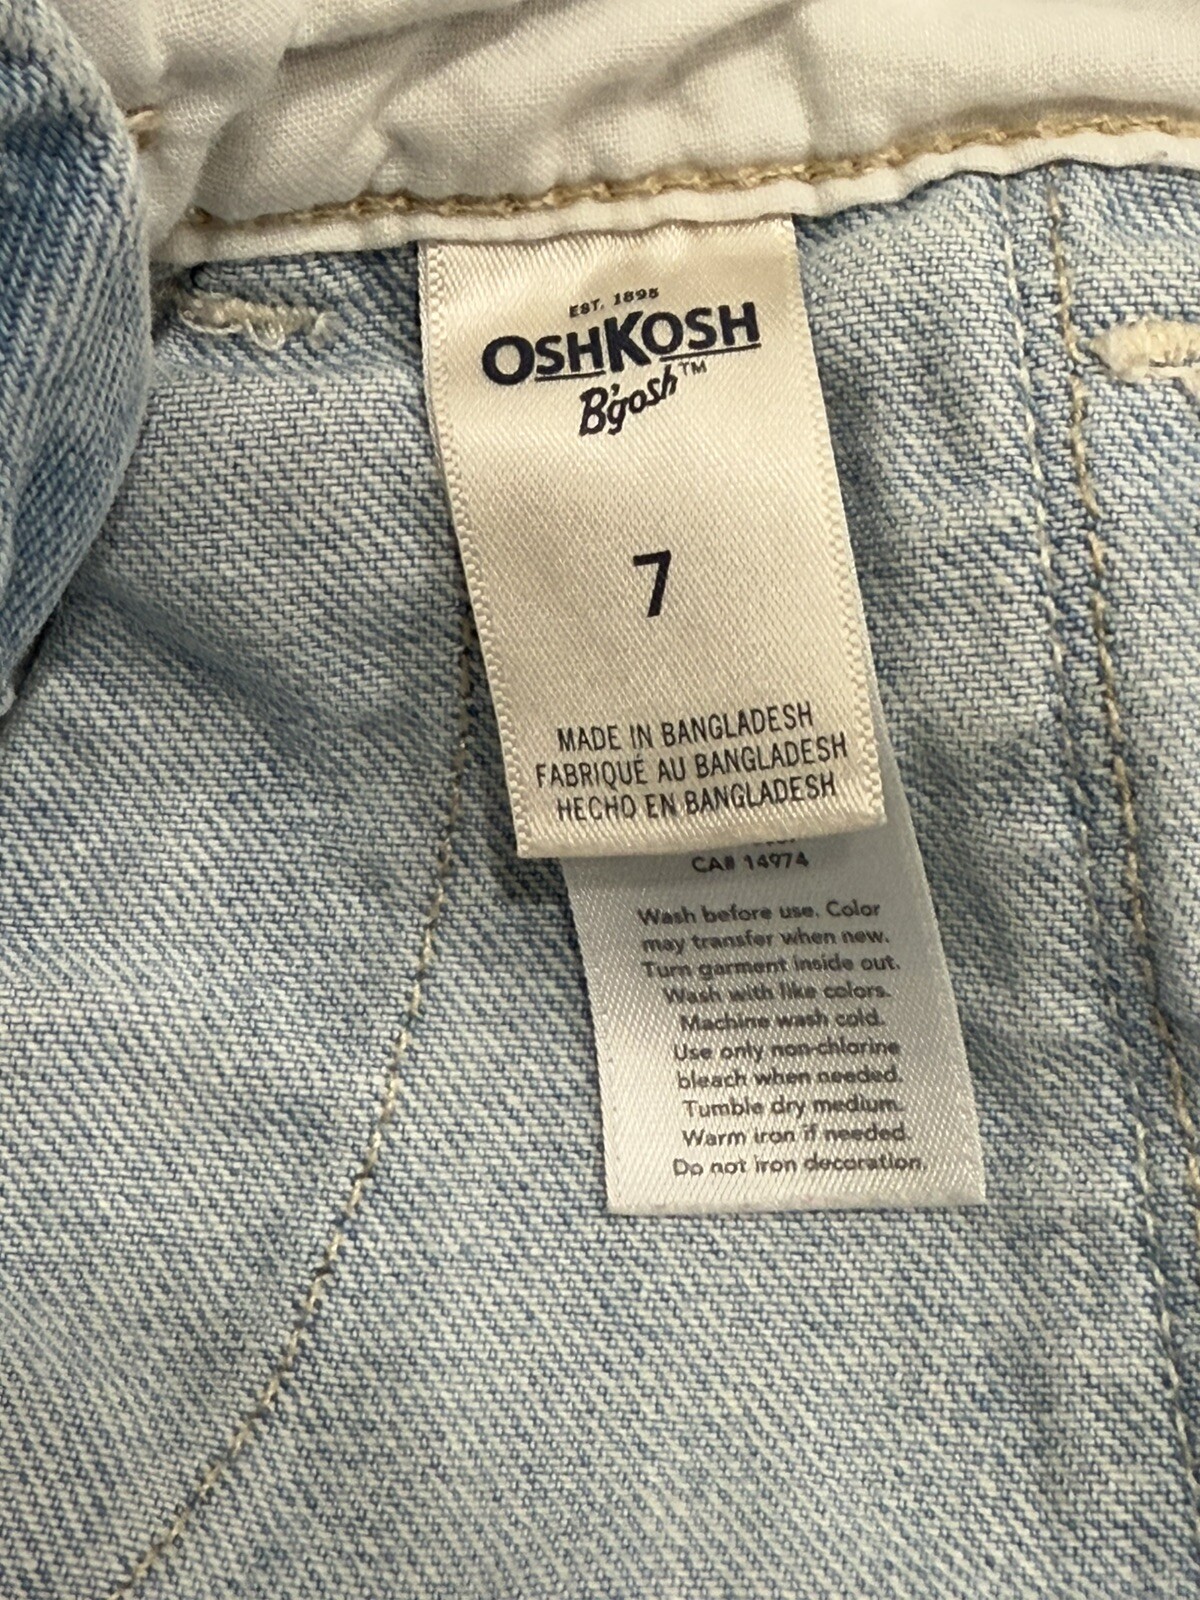 EST. 1895
OSHKOSH
B'gosh™
7
MADE IN BANGLADESH
FABRIQUÉ AU BANGLADESH
HECHO EN BANGLADESH
CA# 14974
Wash before use. Color
may transfer when new.
Turn garment inside out.
Wash with like colors.
Machine wash cold.
Use only non-chlorine
bleach when needed.
Tumble dry medium.
Warm iron if needed.
Do not iron decoration.